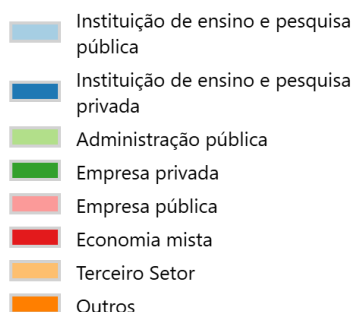 Instituição de ensino e pesquisa
pública
Instituição de ensino e pesquisa
privada
Administração pública
Empresa privada
Empresa pública
Economia mista
Terceiro Setor
Outros